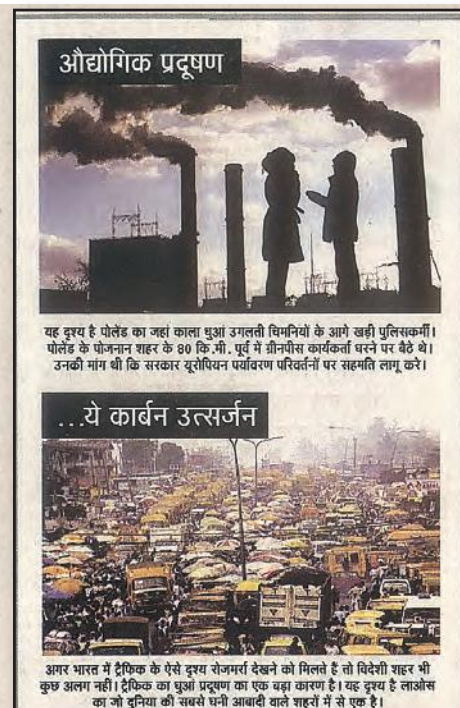 औद्योगिक प्रदूषण
यह दृश्य है पोलैंड का जहां काला धुआं उगलती चिमनियों के आगे खड़ी पुलिसकर्मी।
पोलैंड के पोजनान शहर के 80 कि.मी. पूर्व में ग्रीनपीस कार्यकर्ता धरने पर बैठे थे।
उनकी मांग थी कि सरकार यूरोपियन पर्यावरण परिवर्तनों पर सहमति लागू करे।
...ये कार्बन उत्सर्जन
अगर भारत में ट्रैफिक के ऐसे दृश्य रोजमर्रा देखने को मिलते हैं तो विदेशी शहर भी
कुछ अलग नहीं। ट्रैफिक का धुआं प्रदूषण का एक बड़ा कारण है। यह दृश्य है लाओस
का जो दुनिया की सबसे घनी आबादी वाले शहरों में से एक है।